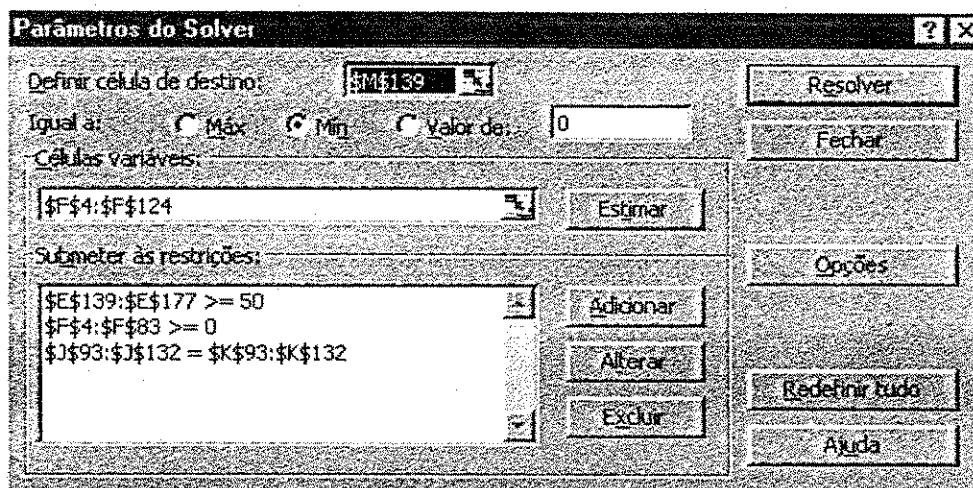 Parâmetros do Solver
? X
Definir célula de destino: $M$139
Resolver
Igual a: Máx Min Valor de: 0
Fechar
Células variáveis:
$F$4:$F$124
Estimar
Submeter às restrições:
Opções
$E$139:$E$177 >= 50
$F$4:$F$83 >= 0
$J$93:$J$132 = $K$93:$K$132
Adicionar
Alterar
Redefinir tudo
Excluir
Ajuda